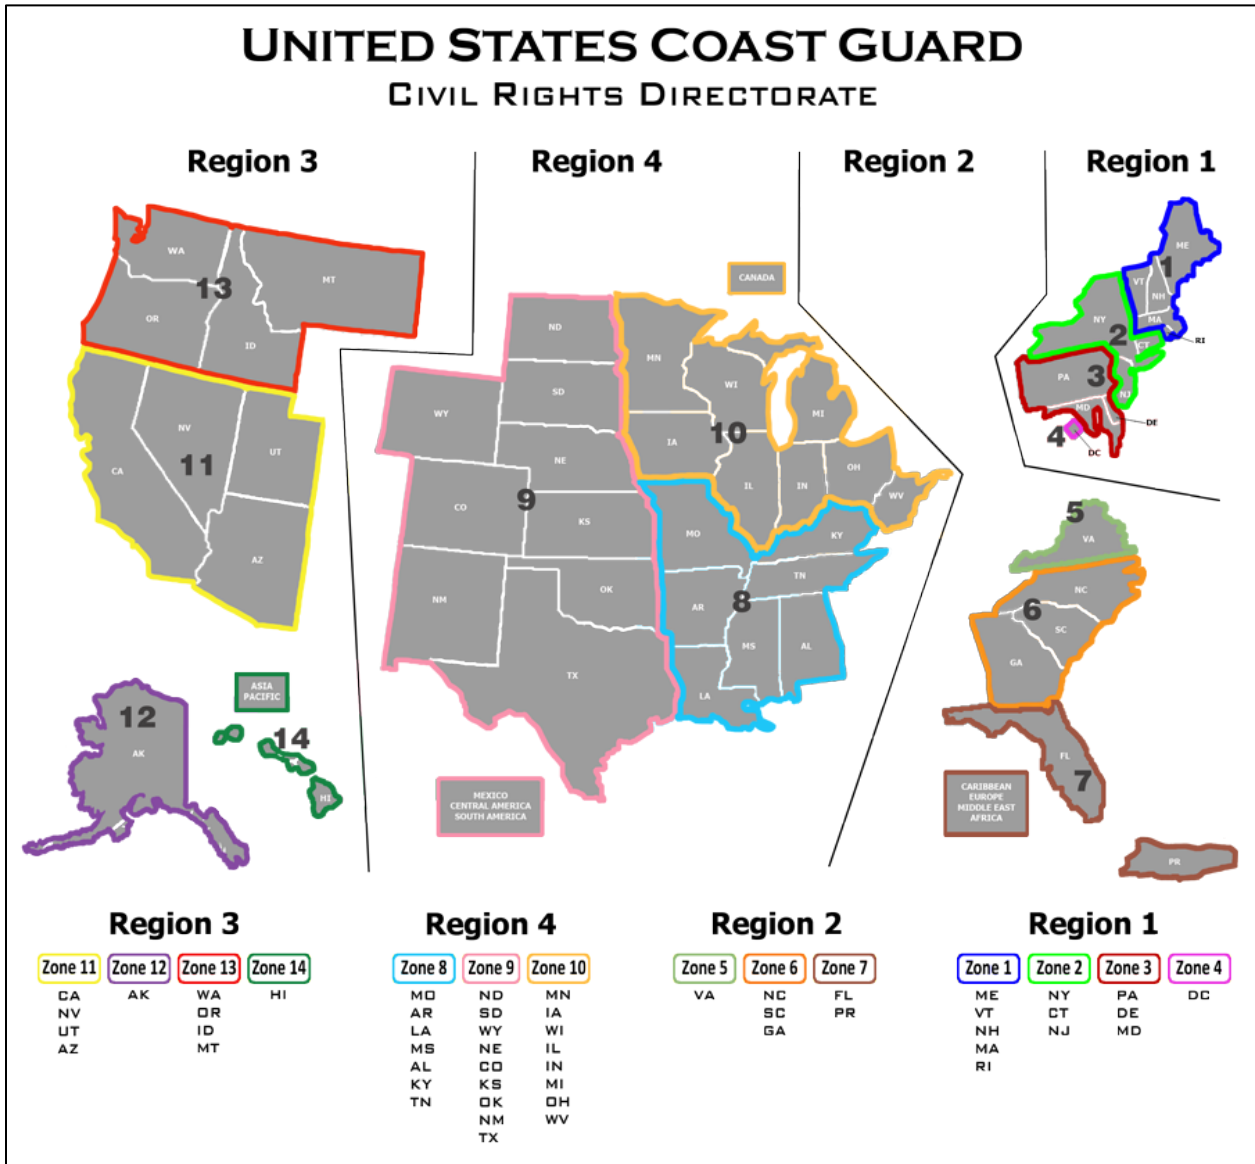 UNITED STATES COAST GUARD
CIVIL RIGHTS DIRECTORATE
Region 3
Region 4
Region 2
Region 1
WA
13
MT
OR
ID
CA
NV
11
UT
AZ
12
AK
ASIA
PACIFIC
14
HI
CANADA
ND
MN
SD
WI
MI
WY
IA
10
NE
IL
IN
OH
WV
CO
9
KS
MO
KY
NM
OK
AR
8
TN
TX
LA
MS
AL
MEXICO
CENTRAL AMERICA
SOUTH AMERICA
ME
1
VT
NH
NY
MA
RI
2
CT
PA
3
NJ
MD
DE
4
DC
5
VA
NC
6
SC
GA
FL
7
CARIBBEAN
EUROPE
MIDDLE EAST
AFRICA
PR
Region 3
Zone 11 Zone 12 Zone 13 Zone 14
CA AK WA HI
NV OR
UT ID
AZ MT
Region 4
Zone 8 Zone 9 Zone 10
MO ND MN
AR SD IA
LA WY WI
MS NE IL
AL CO IN
KY KS MI
TN OK OH
NM WV
TX
Region 2
Zone 5 Zone 6 Zone 7
VA NC FL
SC PR
GA
Region 1
Zone 1 Zone 2 Zone 3 Zone 4
ME NY PA DC
VT CT DE
NH NJ MD
MA
RI